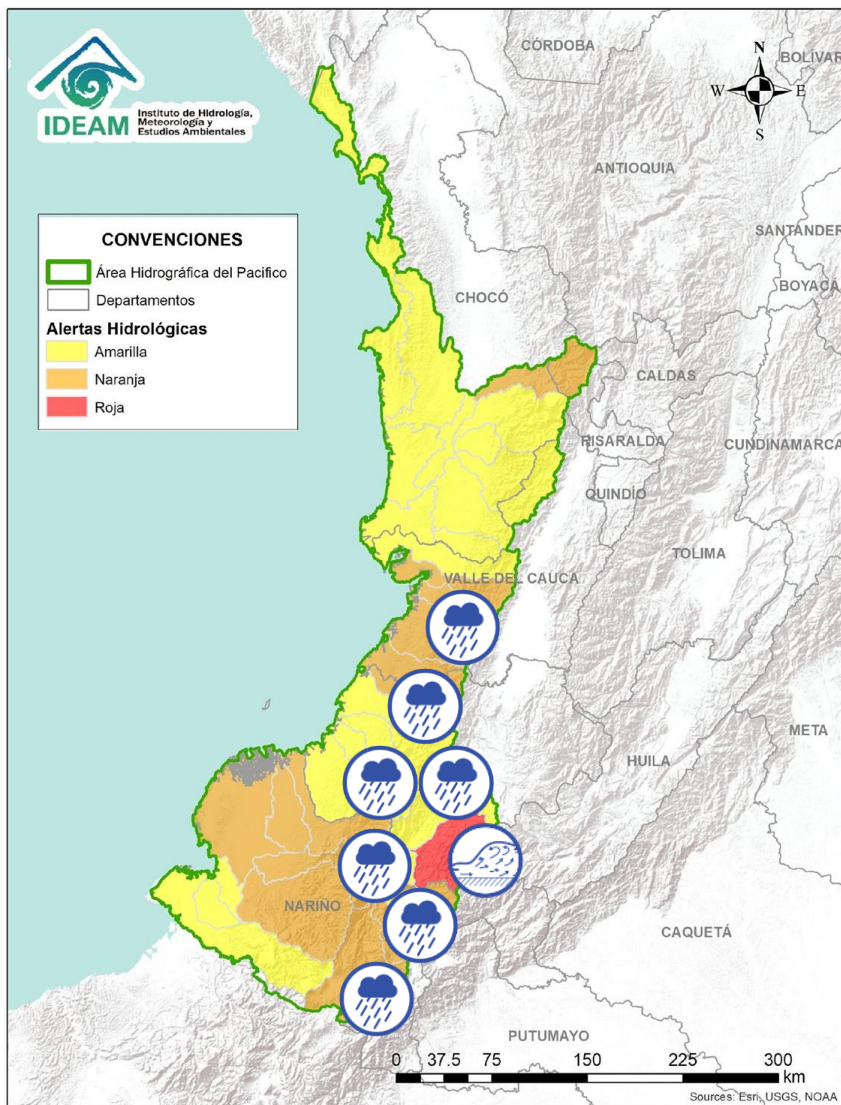 CÓRDOBA
BOLÍVAR
N
W E
S
IDEAM
Instituto de Hidrología,
Meteorología y
Estudios Ambientales
ANTIOQUIA
SANTANDER
BOYACÁ
CONVENCIONES
Área Hidrográfica del Pacifico
Departamentos
Alertas Hidrológicas
Amarilla
Naranja
Roja
CHOCÓ
CALDAS
RISARALDA
CUNDINAMARCA
QUINDÍO
TOLIMA
VALLE DEL CAUCA
META
HUILA
NARIÑO
CAQUETÁ
PUTUMAYO
0 37.5 75 150 225 300
km
Sources: Esri, USGS, NOAA